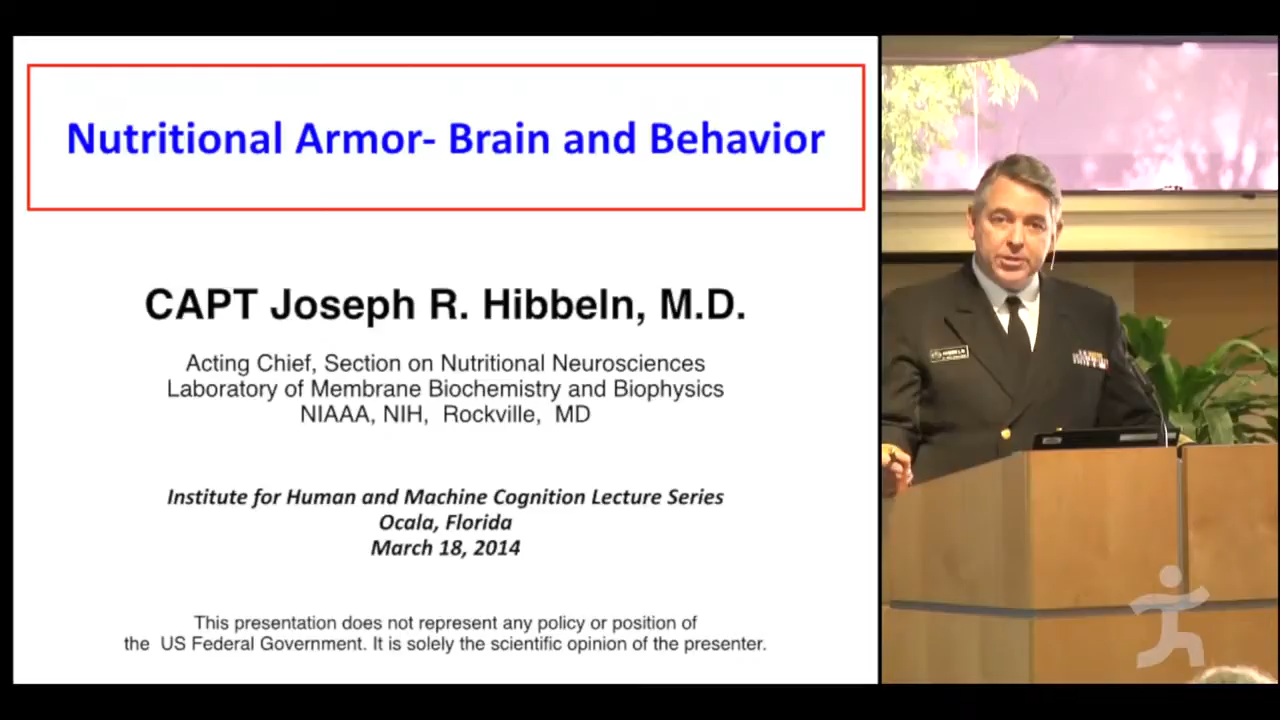 Nutritional Armor- Brain and Behavior
CAPT Joseph R. Hibbeln, M.D.
Acting Chief, Section on Nutritional Neurosciences
Laboratory of Membrane Biochemistry and Biophysics
NIAAA, NIH, Rockville, MD
Institute for Human and Machine Cognition Lecture Series
Ocala, Florida
March 18, 2014
This presentation does not represent any policy or position of
the US Federal Government. It is solely the scientific opinion of the presenter.